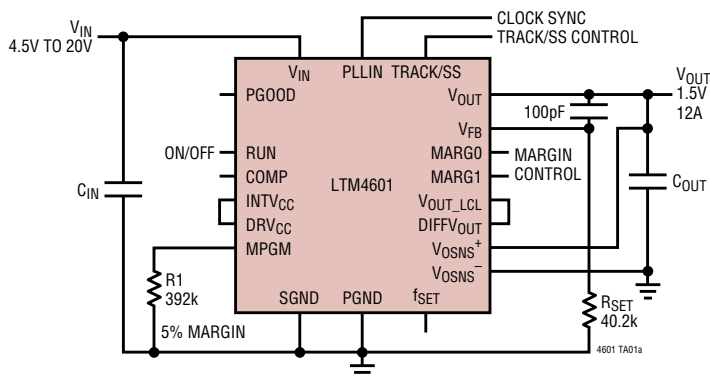 CLOCK SYNC
TRACK/SS CONTROL
VIN
4.5V TO 20V
VIN PLLIN TRACK/SS
PGOOD
VOUT
VOUT
1.5V
12A
100pF
VFB
ON/OFF
RUN
MARG0
MARGIN
CONTROL
COMP
MARG1
CIN
LTM4601
COUT
INTVCC
VOUT_LCL
DRVCC
DIFFVOUT
MPGM
VOSNS+
VOSNS–
R1
392k
SGND PGND fSET
RSET
40.2k
5% MARGIN
4601 TA01a